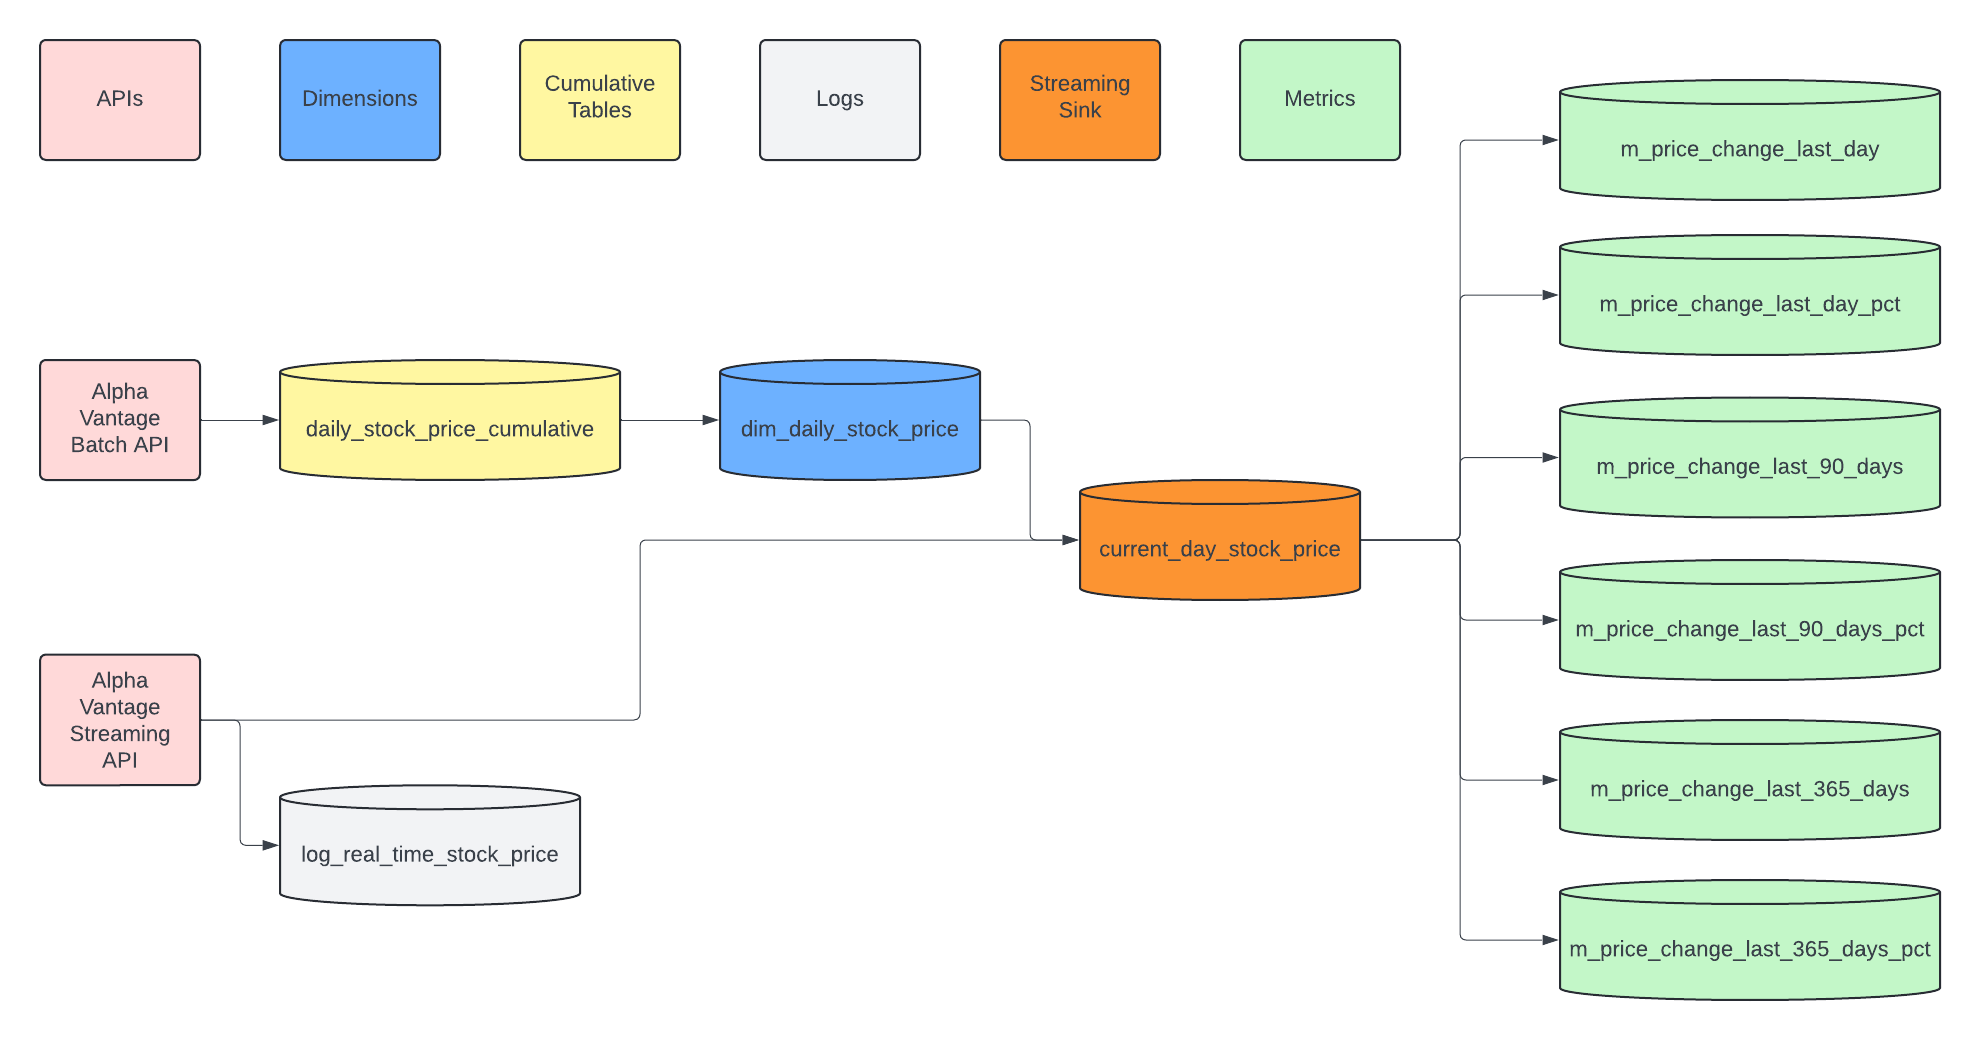 APIs
Dimensions
Cumulative
Tables
Logs
Streaming
Sink
Metrics
m_price_change_last_day
m_price_change_last_day_pct
Alpha
Vantage
Batch API
daily_stock_price_cumulative
dim_daily_stock_price
m_price_change_last_90_days
current_day_stock_price
m_price_change_last_90_days_pct
Alpha
Vantage
Streaming
API
log_real_time_stock_price
m_price_change_last_365_days
m_price_change_last_365_days_pct